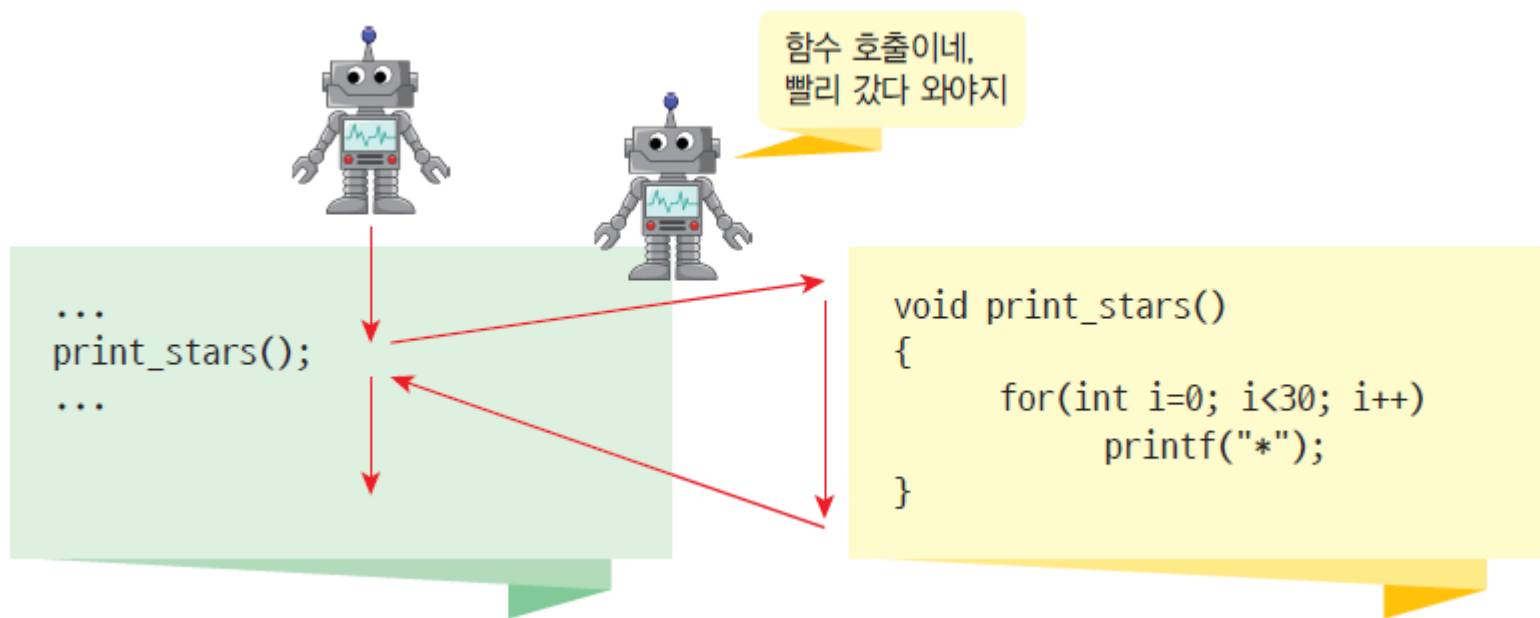 함수 호출이네,
빨리 갔다 와야지
...
print_stars();
...
void print_stars()
{
for(int i=0; i<30; i++)
printf("*");
}